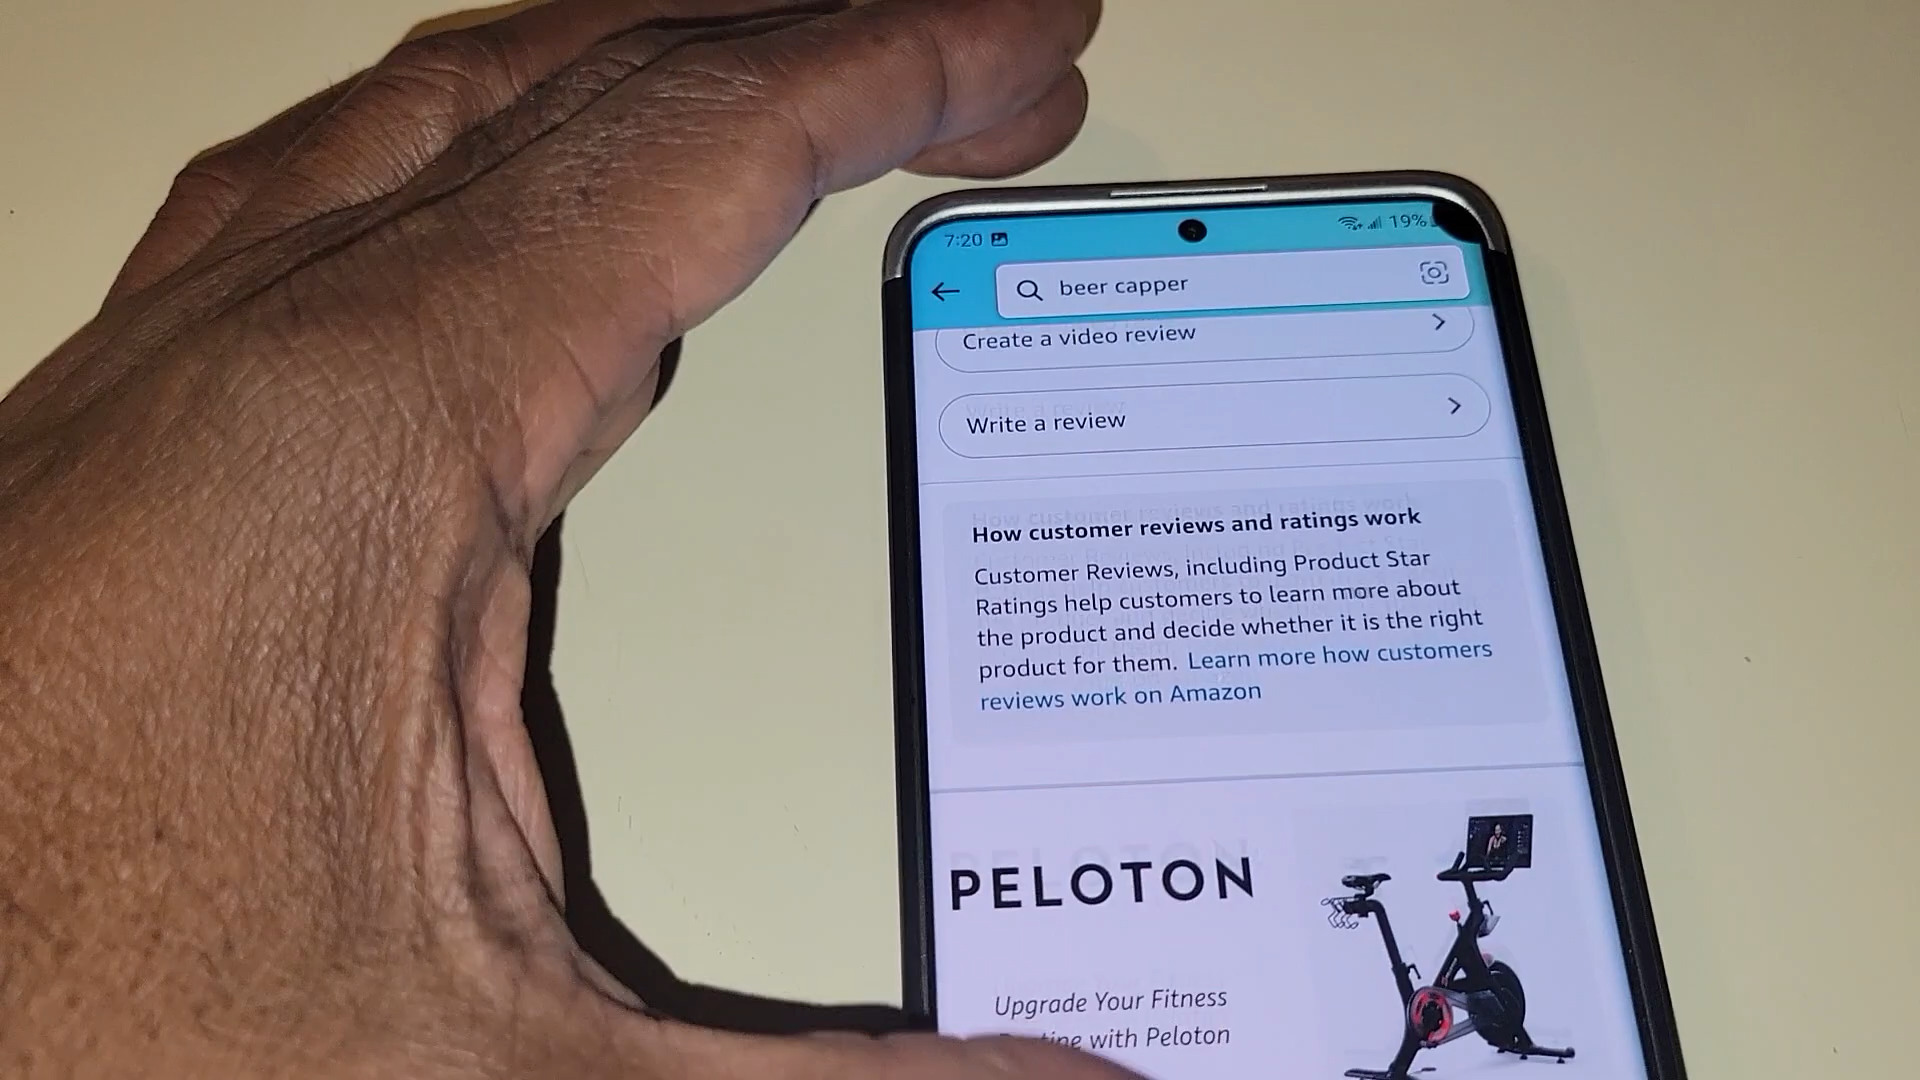 7:20 19%
beer capper
Create a video review
Write a review
How customer reviews and ratings work
Customer Reviews, including Product Star
Ratings help customers to learn more about
the product and decide whether it is the right
product for them. Learn more how customers
reviews work on Amazon
PELOTON
Upgrade Your Fitness
with Peloton